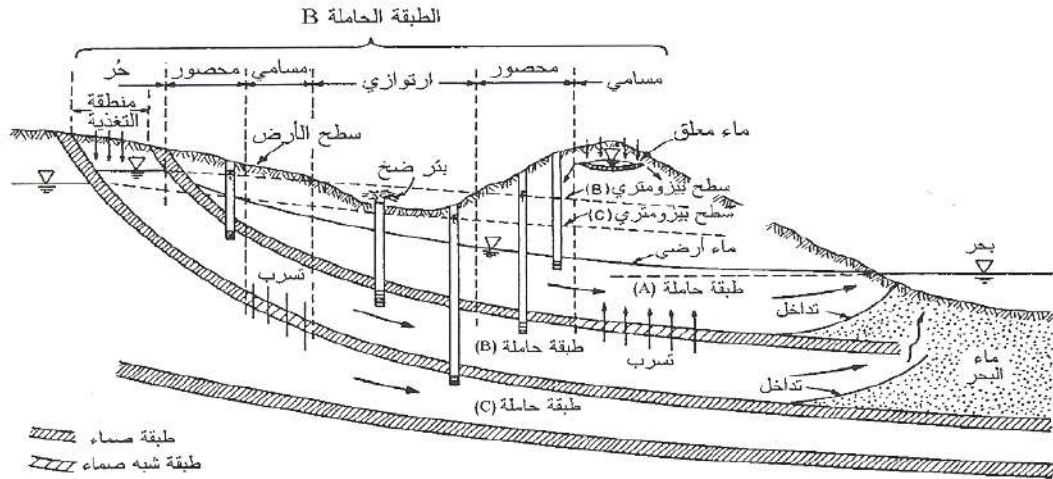 الطبقة الحاملة B
حُر
محصور
مسامي
ارتوازي
محصور
مسامي
منطقة
التغذية
سطح الأرض
بئر ضخ
ماء معلق
سطح بيزومتري (B)
سطح بيزومتري (C)
ماء أرضي
بحر
طبقة حاملة (A)
تداخل
تسرب
تسرب
طبقة حاملة (B)
تداخل
ماء
البحر
طبقة حاملة (C)
طبقة صماء
طبقة شبه صماء